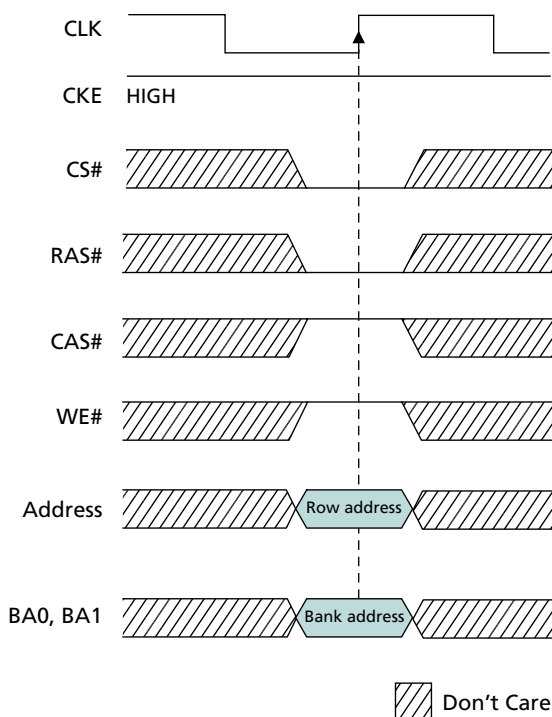 CLK
CKE HIGH
CS#
RAS#
CAS#
WE#
Address Row address
BA0, BA1 Bank address
Don't Care